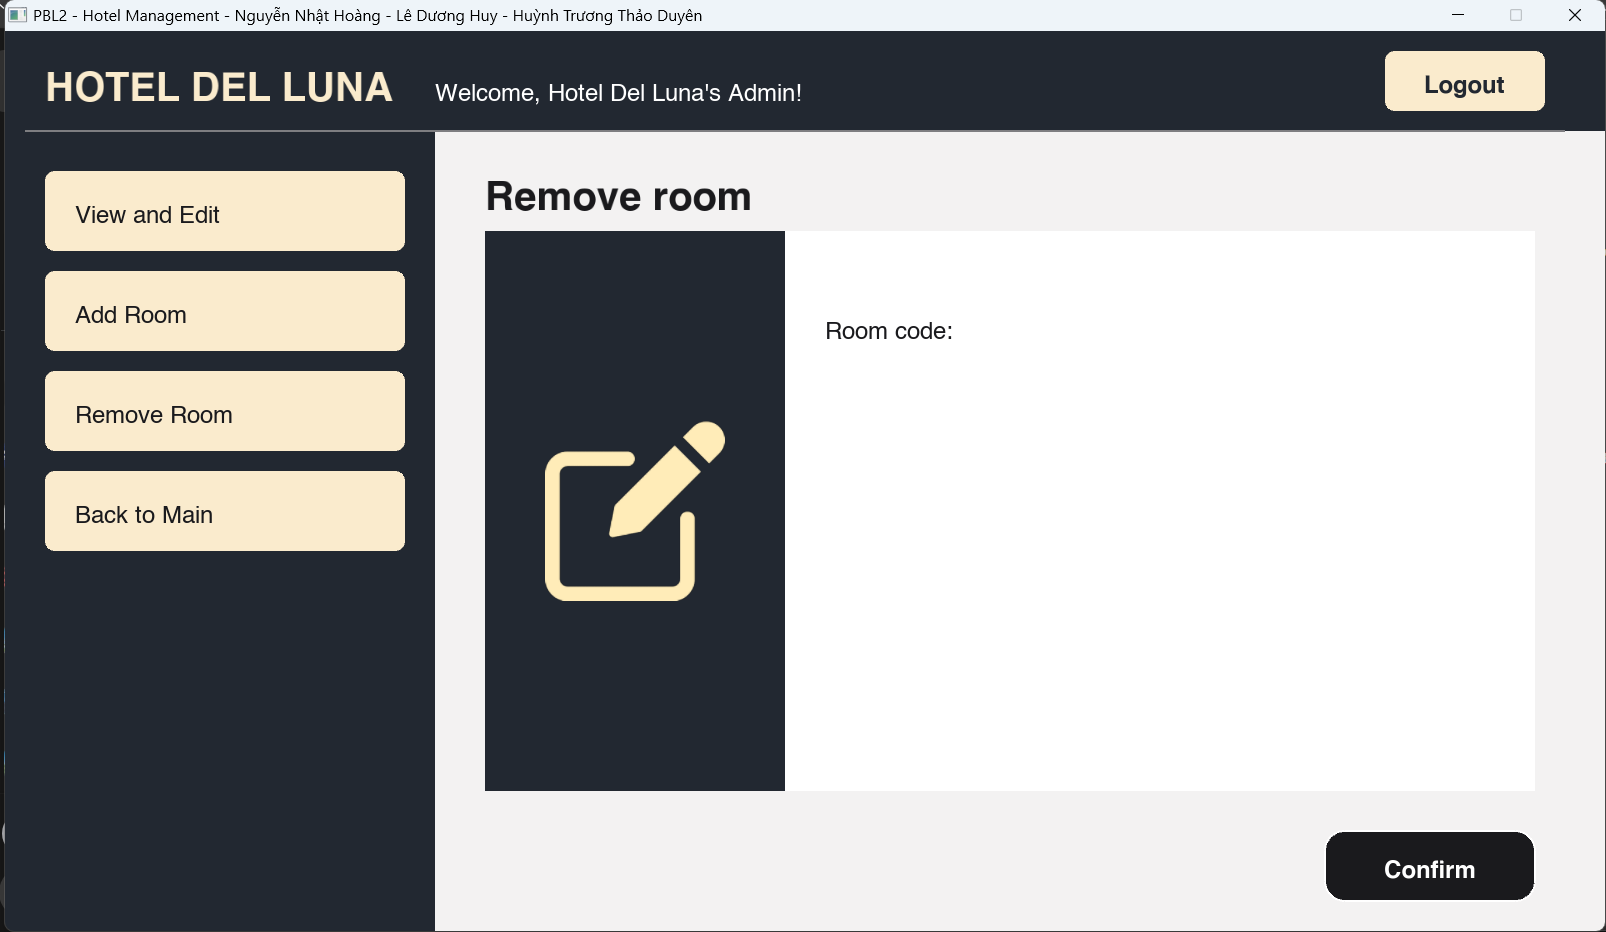 PBL2 - Hotel Management - Nguyễn Nhật Hoàng - Lê Dương Huy - Huỳnh Trương Thảo Duyên
HOTEL DEL LUNA
Welcome, Hotel Del Luna's Admin!
Logout
View and Edit
Add Room
Remove Room
Back to Main
Remove room
Room code:
Confirm